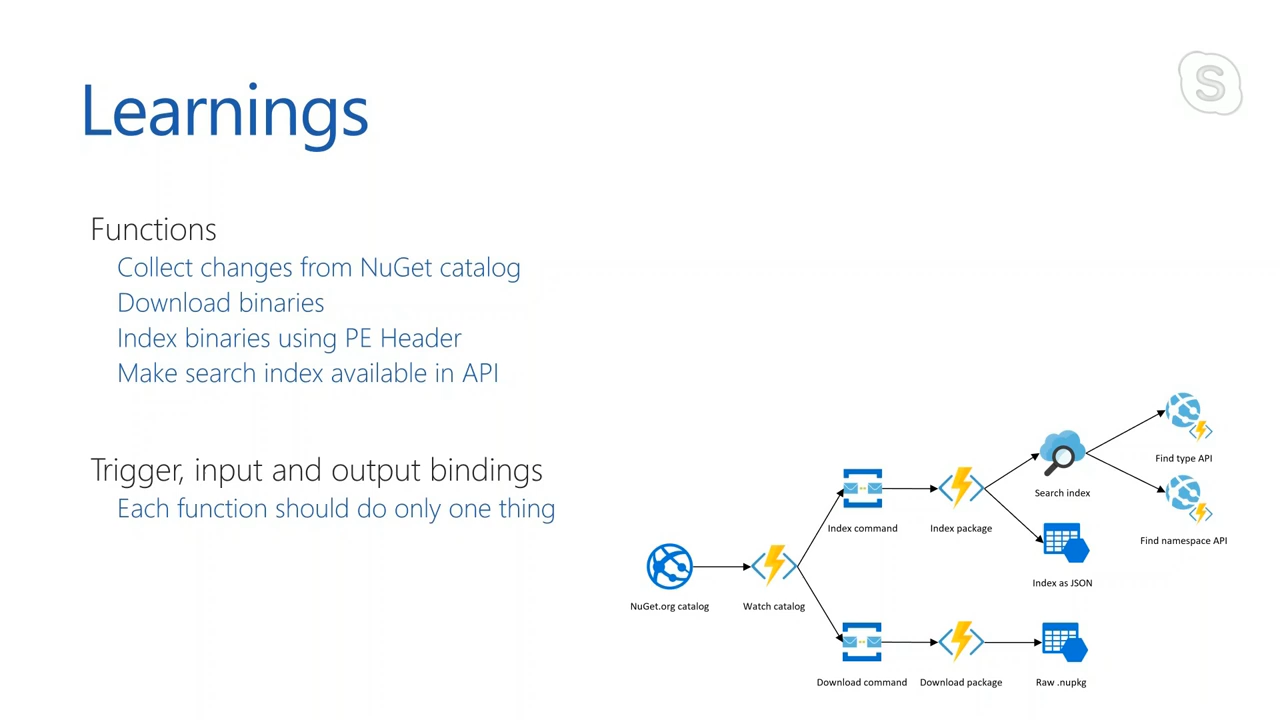 Learnings
S
Functions
Collect changes from NuGet catalog
Download binaries
Index binaries using PE Header
Make search index available in API
Trigger, input and output bindings
Each function should do only one thing
Find type API
Search index
Index command
Index package
Find namespace API
Index as JSON
NuGet.org catalog
Watch catalog
Download command
Download package
Raw .nupkg